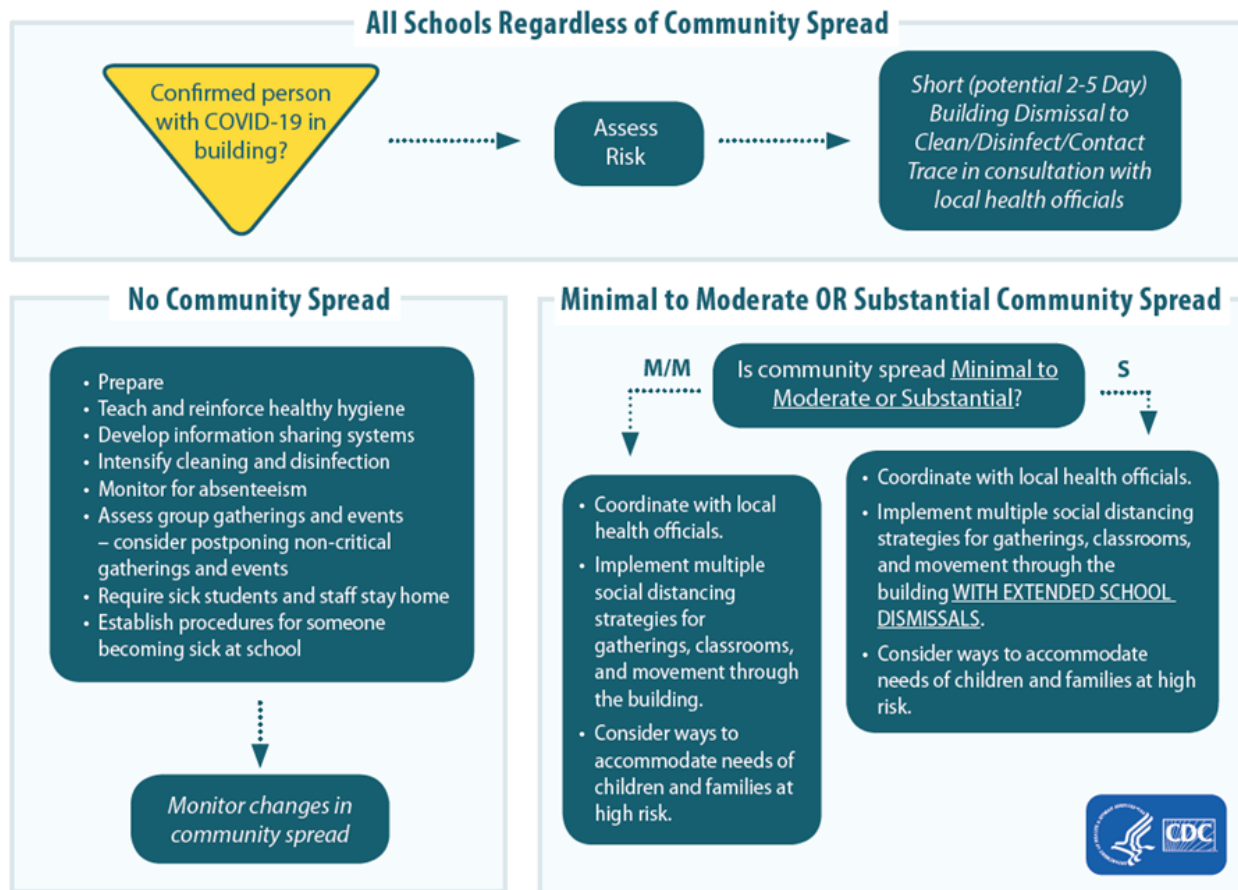 All Schools Regardless of Community Spread
Confirmed person
with COVID-19 in
building?
Assess
Risk
Short (potential 2-5 Day)
Building Dismissal to
Clean/Disinfect/Contact
Trace in consultation with
local health officials
No Community Spread
• Prepare
• Teach and reinforce healthy hygiene
• Develop information sharing systems
• Intensify cleaning and disinfection
• Monitor for absenteeism
• Assess group gatherings and events
– consider postponing non-critical
gatherings and events
• Require sick students and staff stay home
• Establish procedures for someone
becoming sick at school
Monitor changes in
community spread
Minimal to Moderate OR Substantial Community Spread
M/M
Is community spread Minimal to
Moderate or Substantial?
S
• Coordinate with local
health officials.
• Implement multiple
social distancing
strategies for
gatherings, classrooms,
and movement through
the building.
• Consider ways to
accommodate needs of
children and families at
high risk.
• Coordinate with local health officials.
• Implement multiple social distancing
strategies for gatherings, classrooms,
and movement through the
building WITH EXTENDED SCHOOL
DISMISSALS.
• Consider ways to accommodate
needs of children and families at high
risk.
CDC